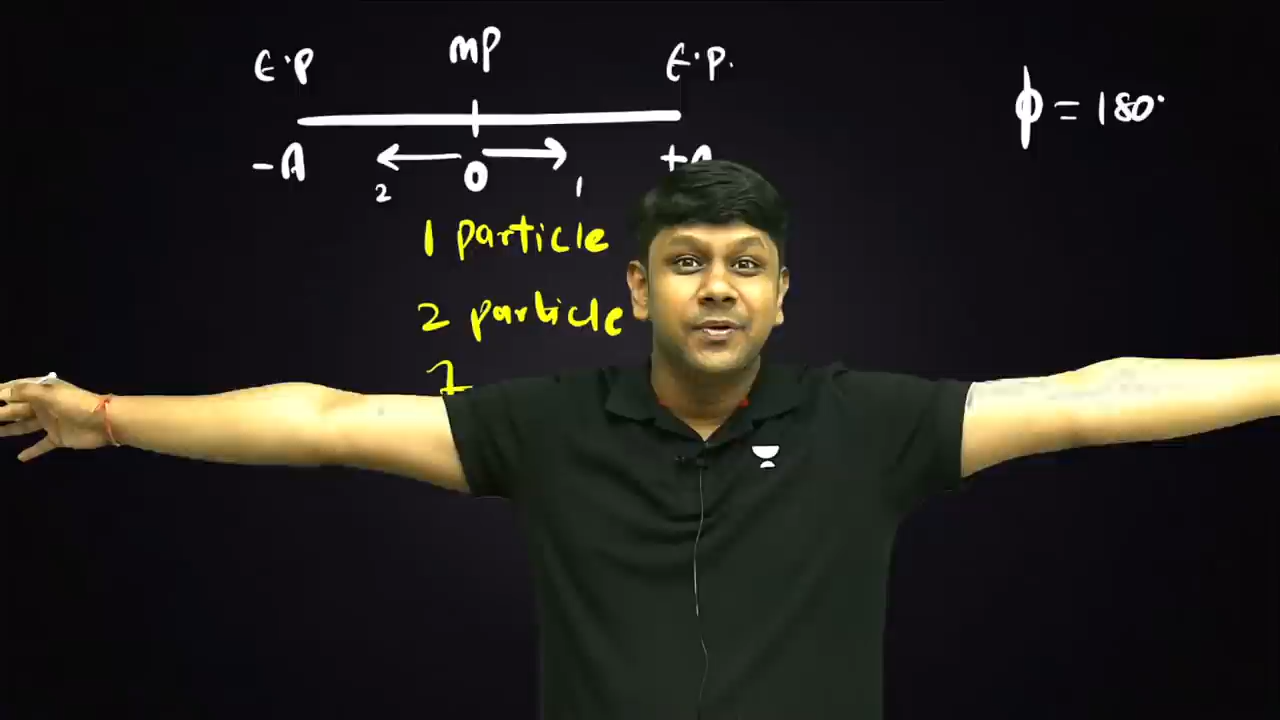 E.P MP E.P.
-A 0 +A
2 1
φ = 180°
1 particle
2 particle